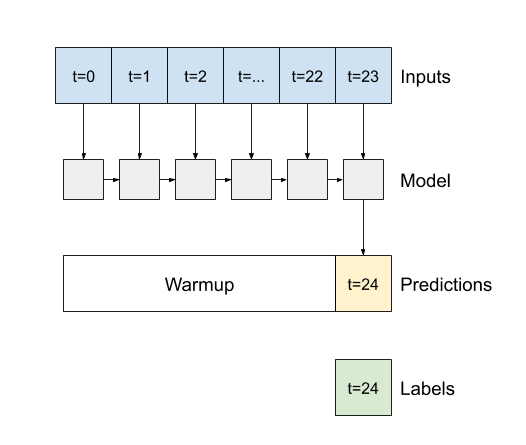 t=0 t=1 t=2 t=... t=22 t=23 Inputs
Model
Warmup t=24 Predictions
t=24 Labels